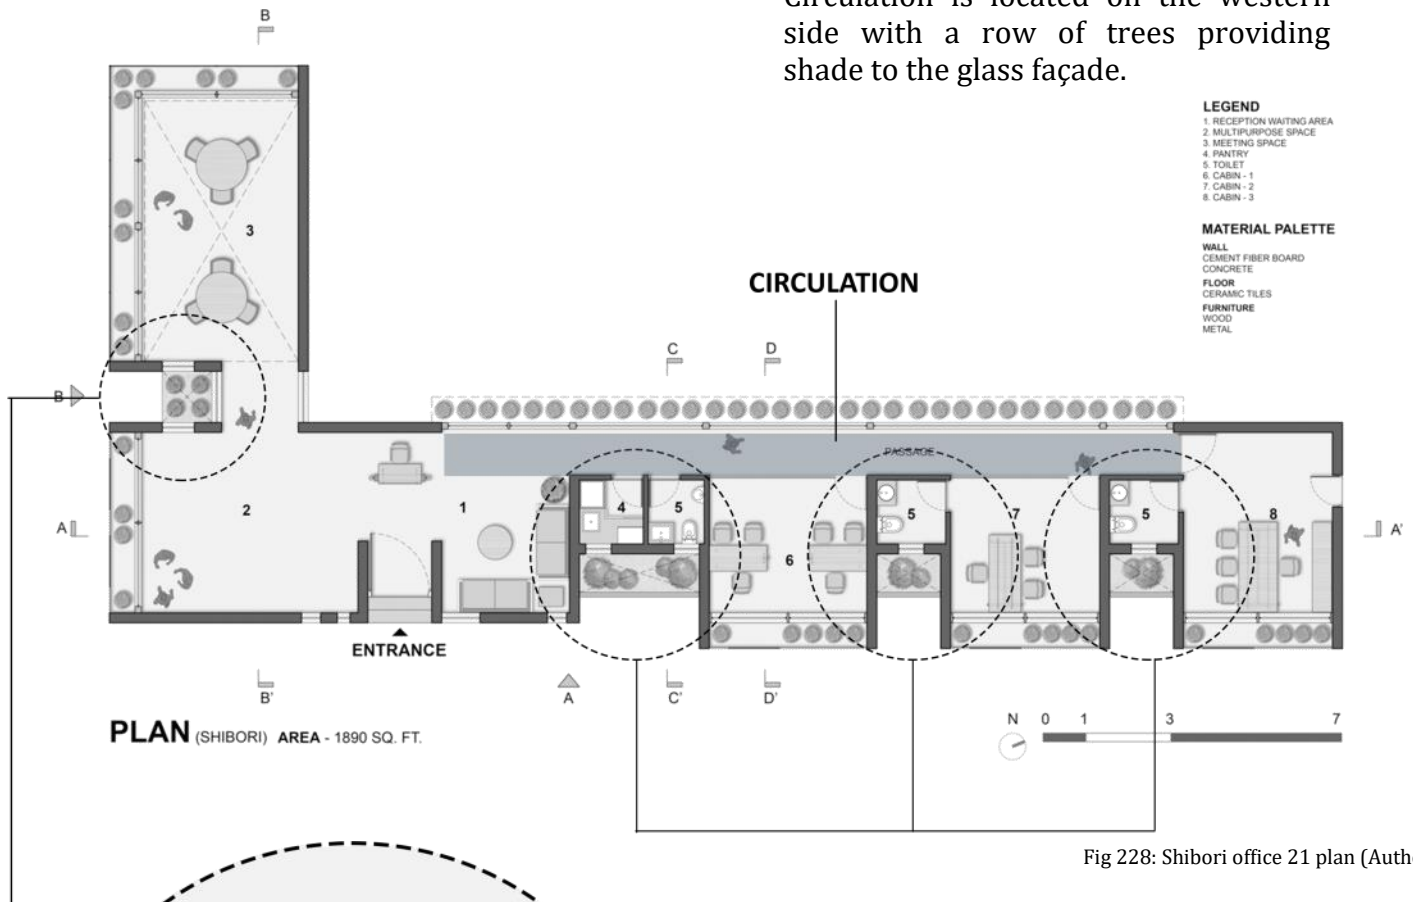 Circulation is located on the western
side with a row of trees providing
shade to the glass façade.
B
LEGEND
1. RECEPTION WAITING AREA
2. MULTIPURPOSE SPACE
3. MEETING SPACE
4. PANTRY
5. TOILET
6. CABIN - 1
7. CABIN - 2
8. CABIN - 3
MATERIAL PALETTE
WALL
CEMENT FIBER BOARD
CONCRETE
FLOOR
CERAMIC TILES
FURNITURE
WOOD
METAL
3
CIRCULATION
C D
B
PASSAGE
2 1 4 5 6 5 7 5 8
A A'
ENTRANCE
B' A C' D'
PLAN (SHIBORI) AREA - 1890 SQ. FT.
N 0 1 3 7
Fig 228: Shibori office 21 plan (Autho